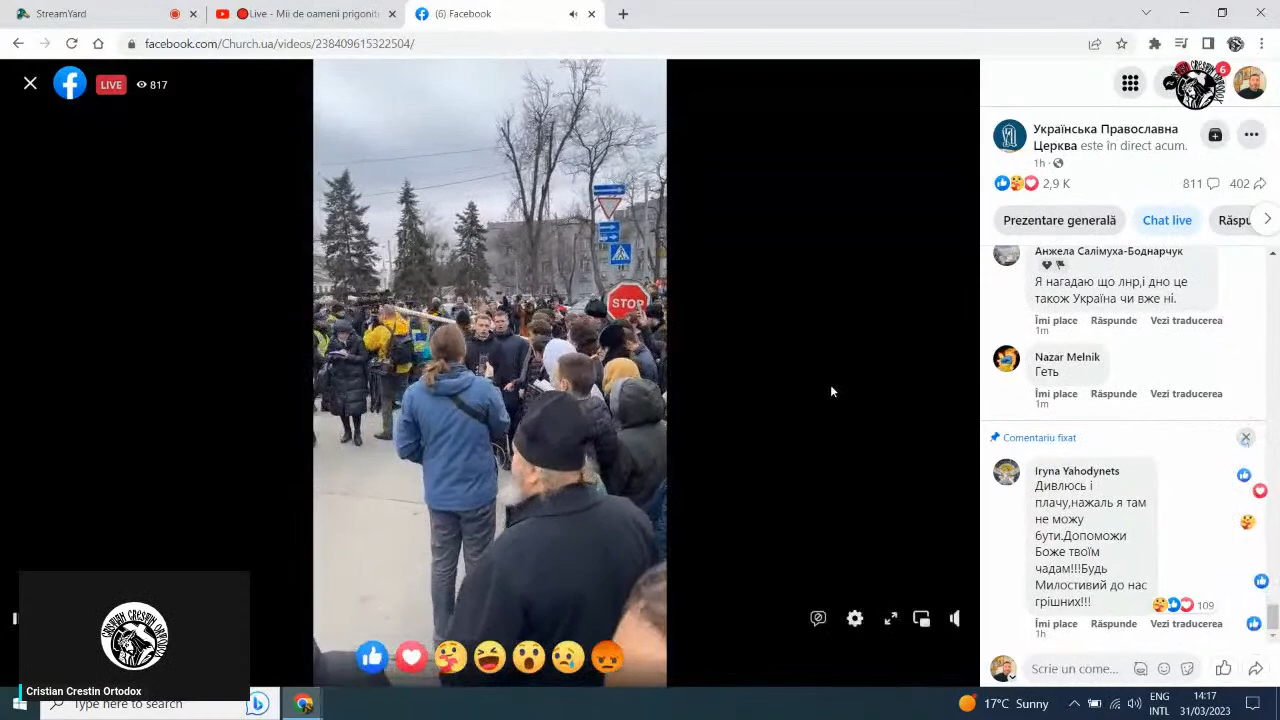 StreamYard
Live - Mii de oameni prigoniti
(6) Facebook
facebook.com/Church.ua/videos/238409615322504/
LIVE
817
6
Українська Православна
Церква este în direct acum.
1h
2,9 K
811
402
Prezentare generală
Chat live
Răspu
Анжела Салімуха-Боднарчук
Я нагадаю що лнр,і дно це
також Україна чи вже ні.
Îmi place Răspunde Vezi traducerea
1m
Nazar Melnik
Геть
Îmi place Răspunde Vezi traducerea
1m
Comentariu fixat
Iryna Yahodynets
Дивлюсь і
плачу,нажаль я там
не можу
бути.Допоможи
Боже твоїм
чадам!!!Будь
Милостивий до нас
грішних!!!
109
Îmi place Răspunde Vezi traducerea
1h
Scrie un come...
STOP
CRESTIN ORTODOX
Cristian Crestin Ortodox
Type here to search
17°C Sunny
ENG
INTL
14:17
31/03/2023